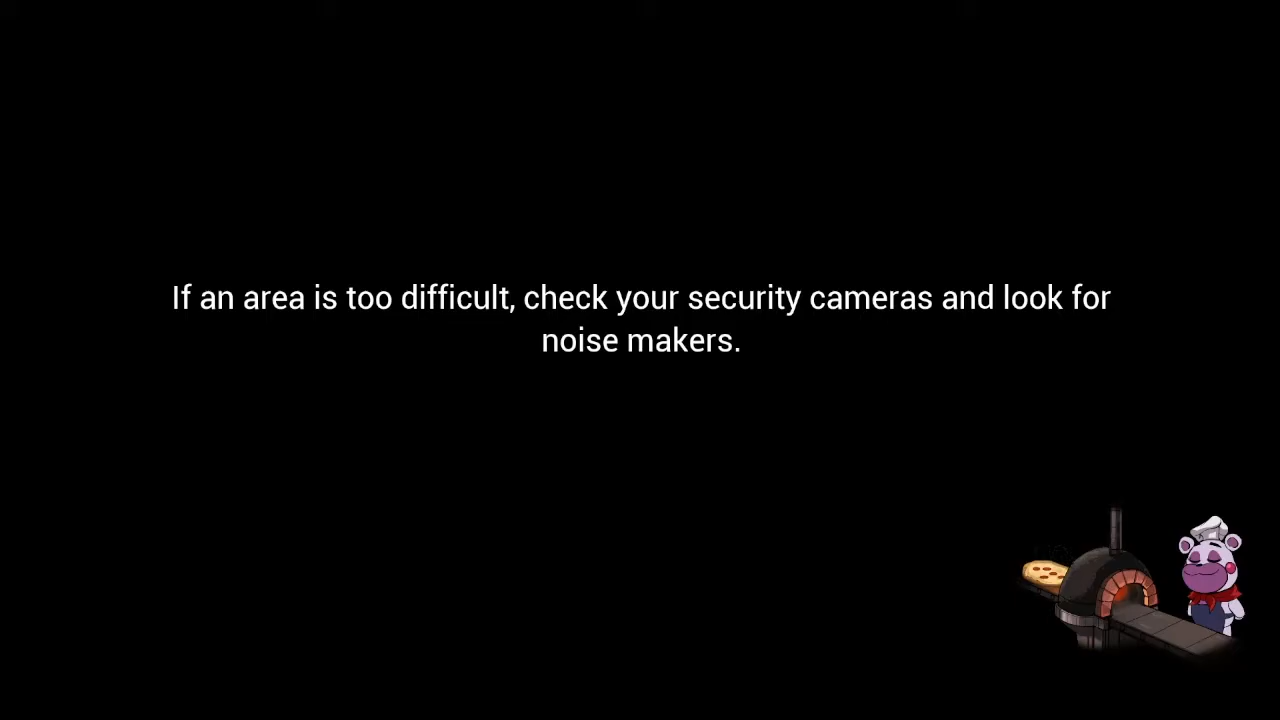 If an area is too difficult, check your security cameras and look for
noise makers.